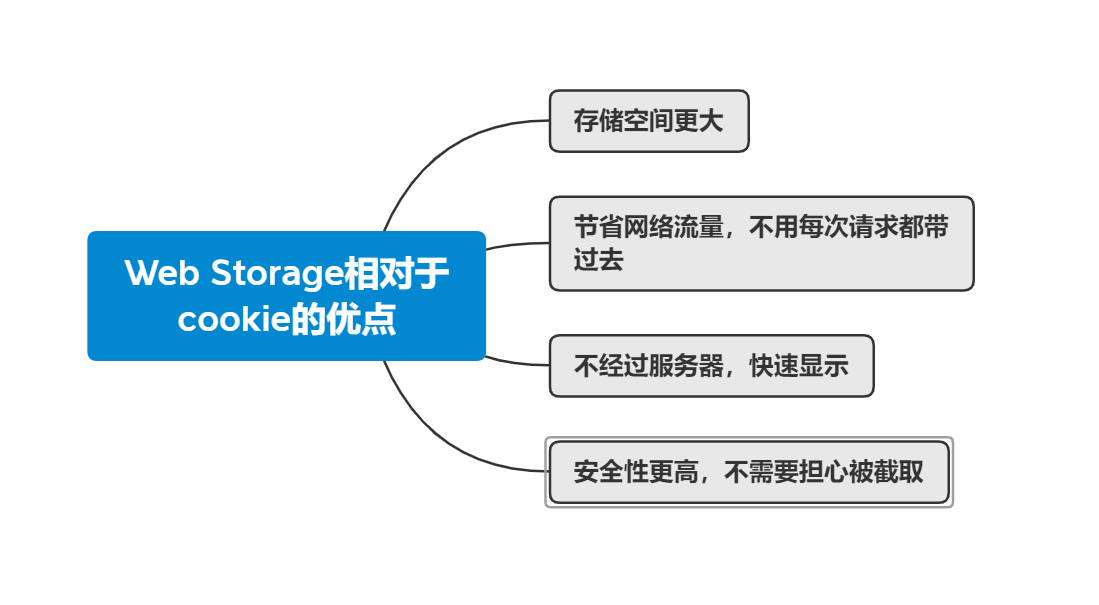 存储空间更大
节省网络流量，不用每次请求都带
过去
Web Storage相对于
cookie的优点
不经过服务器，快速显示
安全性更高，不需要担心被截取